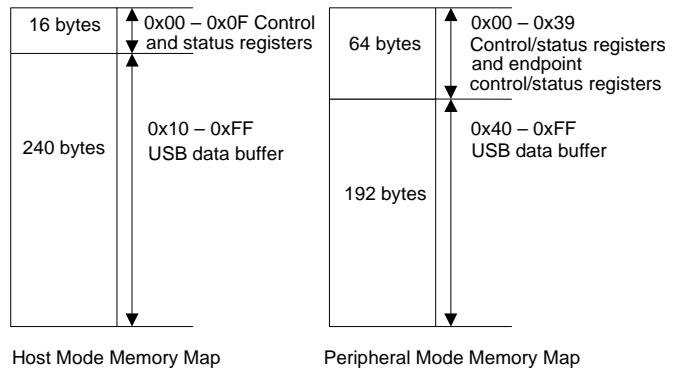 16 bytes
0x00 – 0x0F Control
and status registers
240 bytes
0x10 – 0xFF
USB data buffer
Host Mode Memory Map
64 bytes
0x00 – 0x39
Control/status registers
and endpoint
control/status registers
192 bytes
0x40 – 0xFF
USB data buffer
Peripheral Mode Memory Map